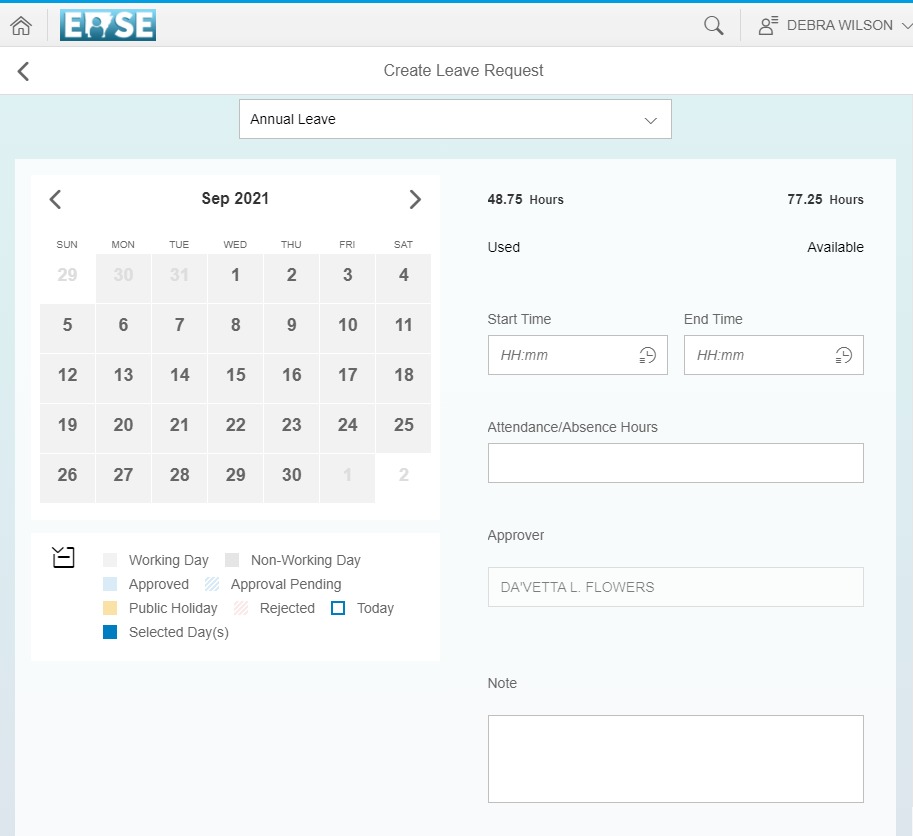 DEBRA WILSON
Create Leave Request
Annual Leave
Sep 2021
SUN MON TUE WED THU FRI SAT
29 30 31 1 2 3 4
5 6 7 8 9 10 11
12 13 14 15 16 17 18
19 20 21 22 23 24 25
26 27 28 29 30 1 2
Working Day Non-Working Day
Approved Approval Pending
Public Holiday Rejected Today
Selected Day(s)
48.75 Hours 77.25 Hours
Used Available
Start Time End Time
HH:mm HH:mm
Attendance/Absence Hours
Approver
DA'VETTA L. FLOWERS
Note